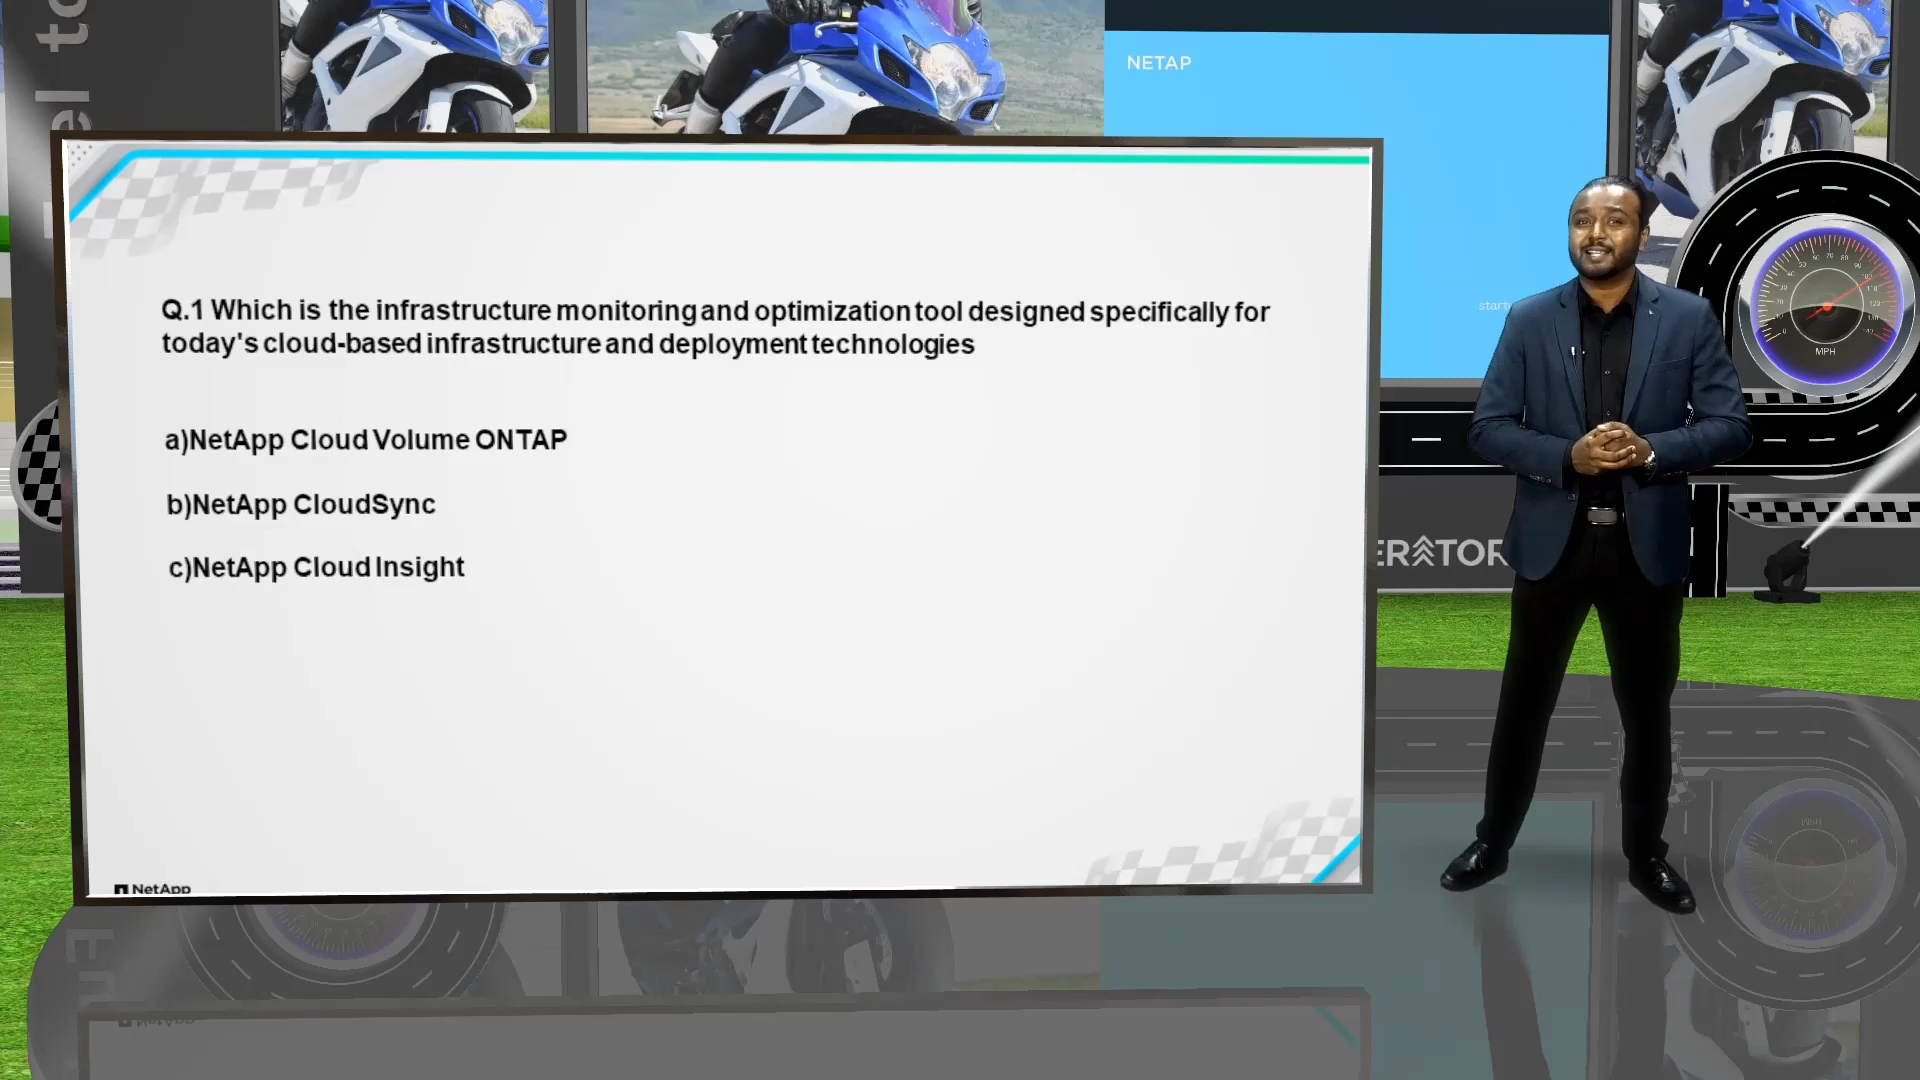 NETAP
Q.1 Which is the infrastructure monitoring and optimization tool designed specifically for
today's cloud-based infrastructure and deployment technologies
a)NetApp Cloud Volume ONTAP
b)NetApp CloudSync
c)NetApp Cloud Insight
NetApp
MPH